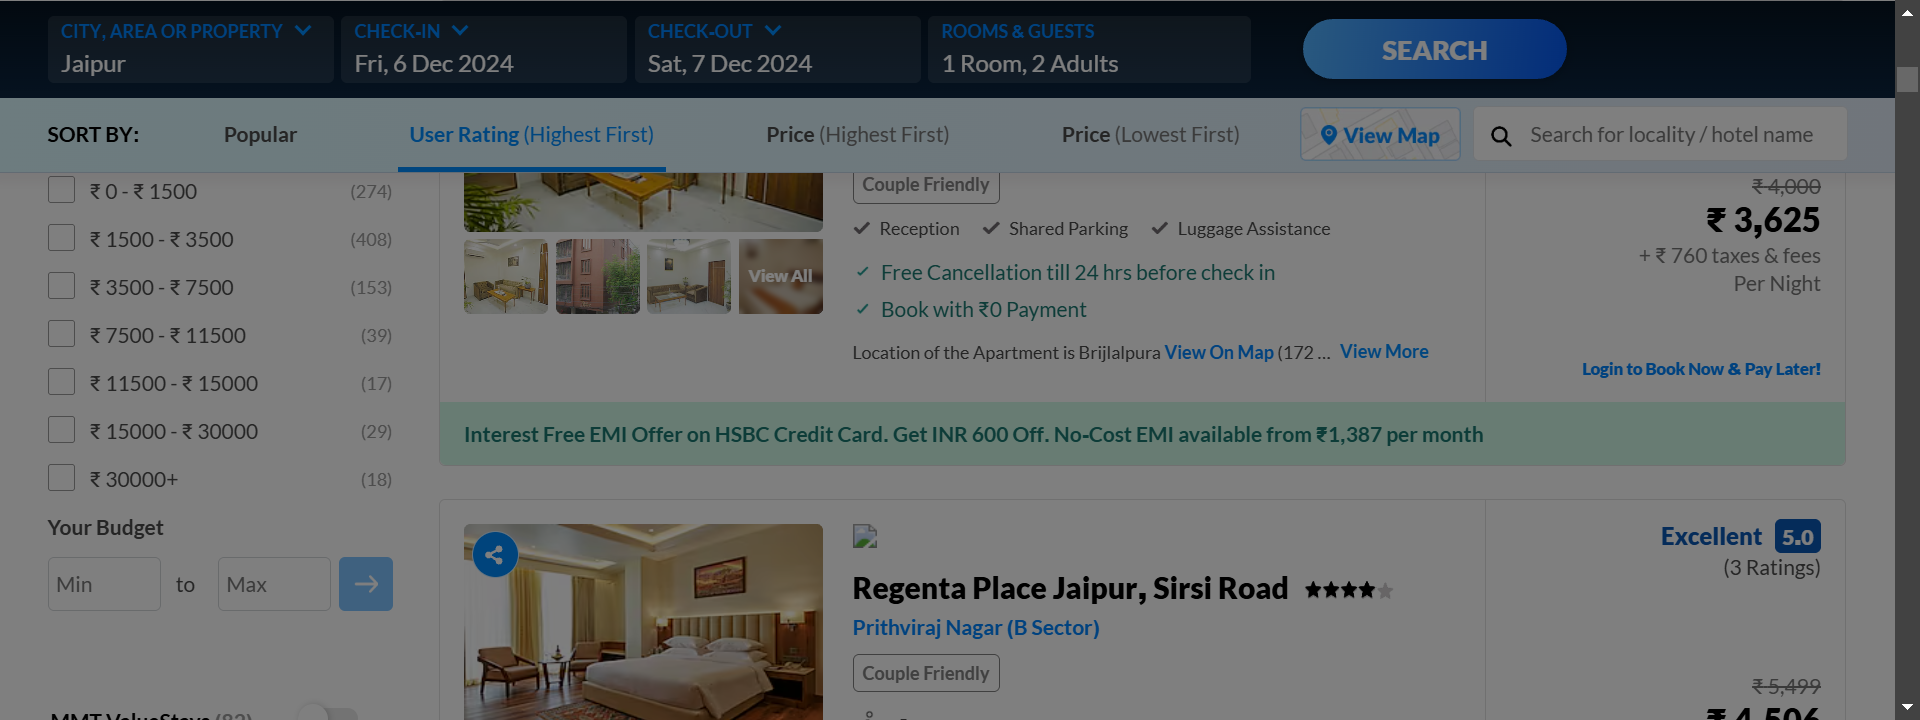 CITY, AREA OR PROPERTY
Jaipur
CHECK-IN
Fri, 6 Dec 2024
CHECK-OUT
Sat, 7 Dec 2024
ROOMS & GUESTS
1 Room, 2 Adults
SEARCH
SORT BY:
Popular
User Rating (Highest First)
Price (Highest First)
Price (Lowest First)
View Map
Search for locality / hotel name
₹ 0 - ₹ 1500 (274)
₹ 1500 - ₹ 3500 (408)
₹ 3500 - ₹ 7500 (153)
₹ 7500 - ₹ 11500 (39)
₹ 11500 - ₹ 15000 (17)
₹ 15000 - ₹ 30000 (29)
₹ 30000+ (18)
Your Budget
Min to Max
MMT ValueStays (82)
View All
Couple Friendly
Reception
Shared Parking
Luggage Assistance
Free Cancellation till 24 hrs before check in
Book with ₹0 Payment
Location of the Apartment is Brijlalpura View On Map (172 ... View More
₹ 4,000
₹ 3,625
+ ₹ 760 taxes & fees
Per Night
Login to Book Now & Pay Later!
Interest Free EMI Offer on HSBC Credit Card. Get INR 600 Off. No-Cost EMI available from ₹1,387 per month
Regenta Place Jaipur, Sirsi Road
Prithviraj Nagar (B Sector)
Couple Friendly
Excellent 5.0
(3 Ratings)
₹ 5,499
₹ 4,506